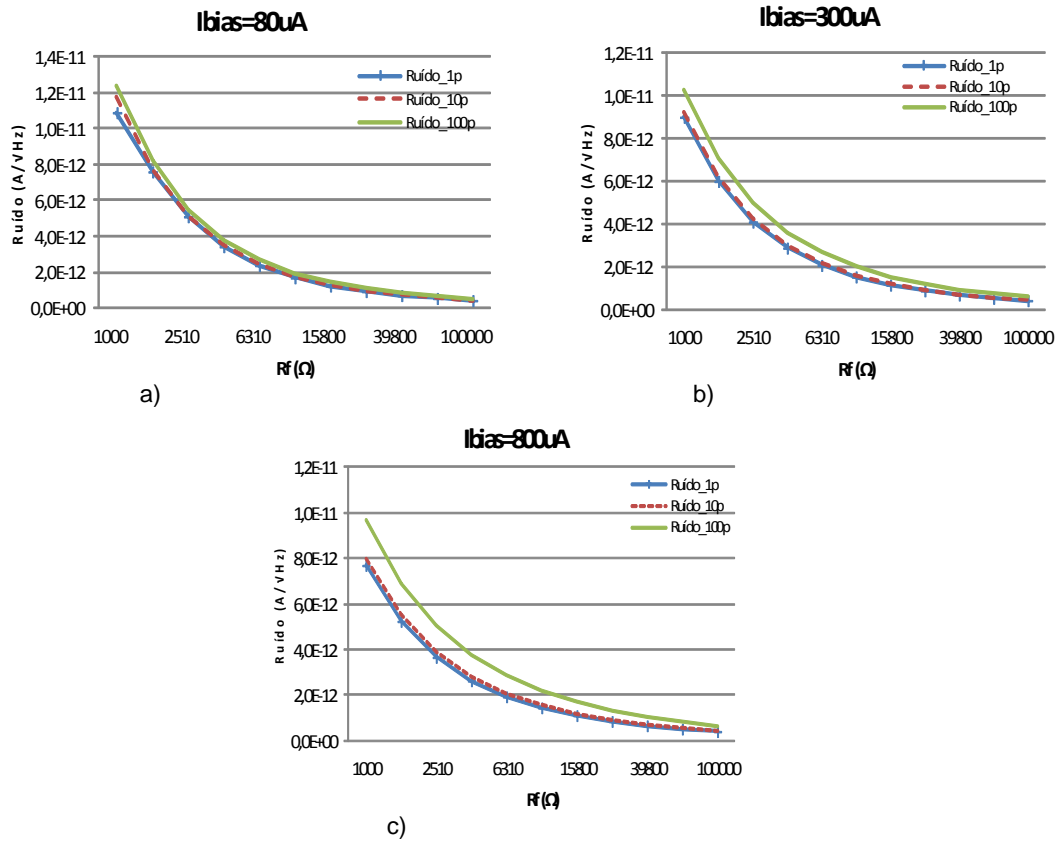 Ibias=80uA
Ruído (A/√Hz)
1,4E-11
1,2E-11
1,0E-11
8,0E-12
6,0E-12
4,0E-12
2,0E-12
0,0E+00
Ruído_1p
Ruído_10p
Ruído_100p
1000 2510 6310 15800 39800 100000
Rf(Ω)
a)
Ibias=300uA
Ruído (A/√Hz)
1,2E-11
1,0E-11
8,0E-12
6,0E-12
4,0E-12
2,0E-12
0,0E+00
Ruído_1p
Ruído_10p
Ruído_100p
1000 2510 6310 15800 39800 100000
Rf(Ω)
b)
Ibias=800uA
Ruído (A/√Hz)
1,2E-11
1,0E-11
8,0E-12
6,0E-12
4,0E-12
2,0E-12
0,0E+00
Ruído_1p
Ruído_10p
Ruído_100p
1000 2510 6310 15800 39800 100000
Rf(Ω)
c)